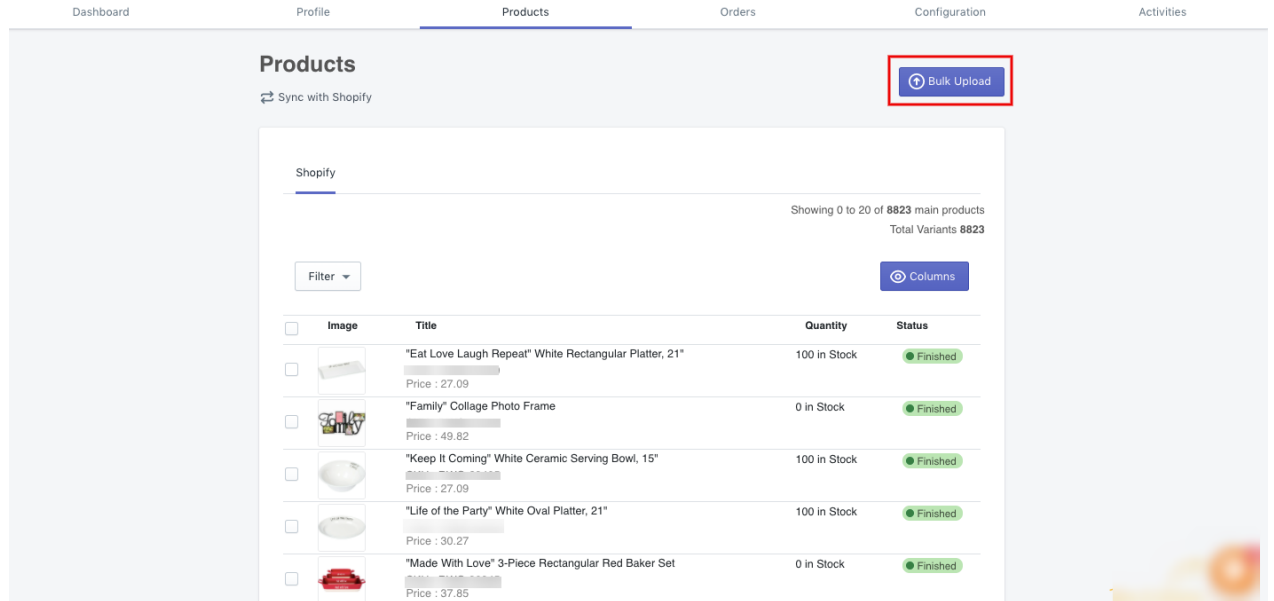 Dashboard Profile Products Orders Configuration Activities
Products
Bulk Upload
Sync with Shopify
Shopify
Showing 0 to 20 of 8823 main products
Total Variants 8823
Filter
Columns
Image Title Quantity Status
"Eat Love Laugh Repeat" White Rectangular Platter, 21" 100 in Stock Finished
Price : 27.09
"Family" Collage Photo Frame 0 in Stock Finished
Price : 49.82
"Keep It Coming" White Ceramic Serving Bowl, 15" 100 in Stock Finished
Price : 27.09
"Life of the Party" White Oval Platter, 21" 100 in Stock Finished
Price : 30.27
"Made With Love" 3-Piece Rectangular Red Baker Set 0 in Stock Finished
Price : 37.85